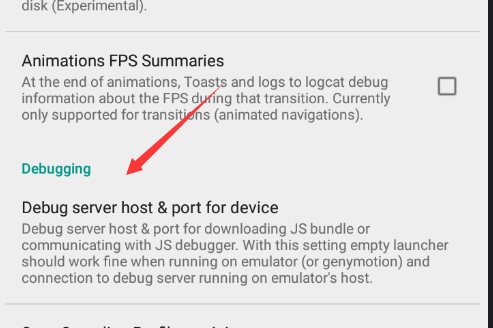 disk (Experimental).
Animations FPS Summaries
At the end of animations, Toasts and logs to logcat debug
information about the FPS during that transition. Currently
only supported for transitions (animated navigations).
Debugging
Debug server host & port for device
Debug server host & port for downloading JS bundle or
communicating with JS debugger. With this setting empty launcher
should work fine when running on emulator (or genymotion) and
connection to debug server running on emulator's host.